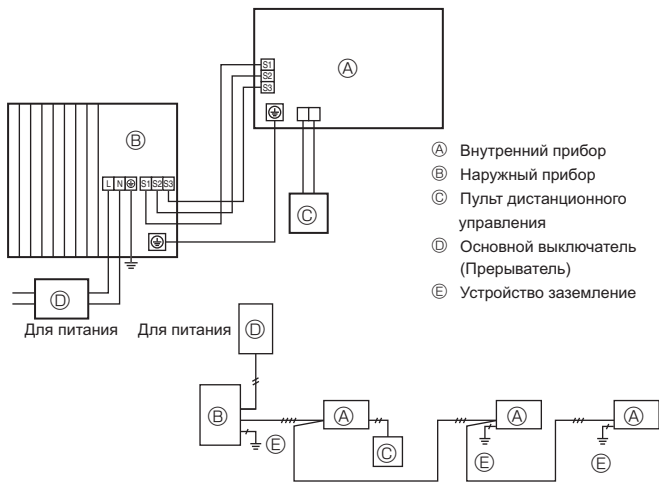 S1
S2
S3
Ⓐ
Ⓑ
L N S1 S2 S3
Ⓒ
Ⓓ
Для питания
Ⓐ Внутренний прибор
Ⓑ Наружный прибор
Ⓒ Пульт дистанционного
управления
Ⓓ Основной выключатель
(Прерыватель)
Ⓔ Устройство заземление
Для питания
Ⓓ
Ⓑ
Ⓔ
Ⓐ
Ⓒ
Ⓐ
Ⓔ
Ⓐ
Ⓔ